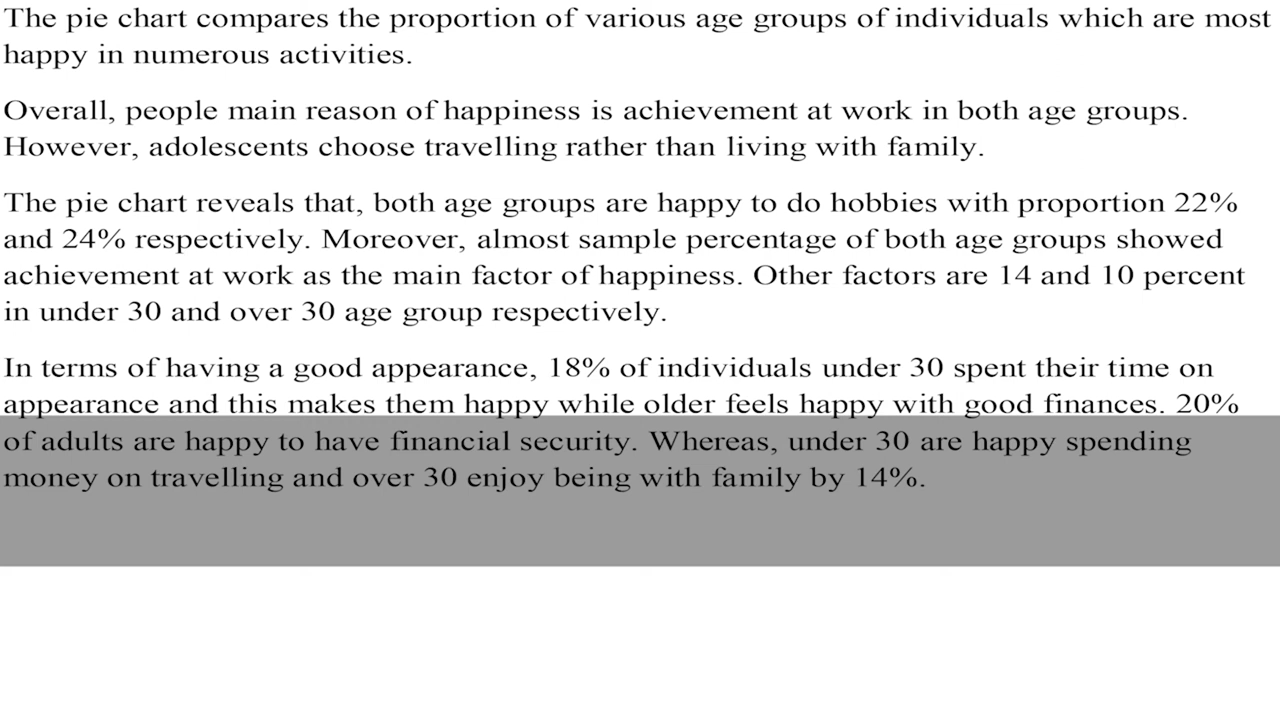 The pie chart compares the proportion of various age groups of individuals which are most
happy in numerous activities.
Overall, people main reason of happiness is achievement at work in both age groups.
However, adolescents choose travelling rather than living with family.
The pie chart reveals that, both age groups are happy to do hobbies with proportion 22%
and 24% respectively. Moreover, almost sample percentage of both age groups showed
achievement at work as the main factor of happiness. Other factors are 14 and 10 percent
in under 30 and over 30 age group respectively.
In terms of having a good appearance, 18% of individuals under 30 spent their time on
appearance and this makes them happy while older feels happy with good finances. 20%
of adults are happy to have financial security. Whereas, under 30 are happy spending
money on travelling and over 30 enjoy being with family by 14%.